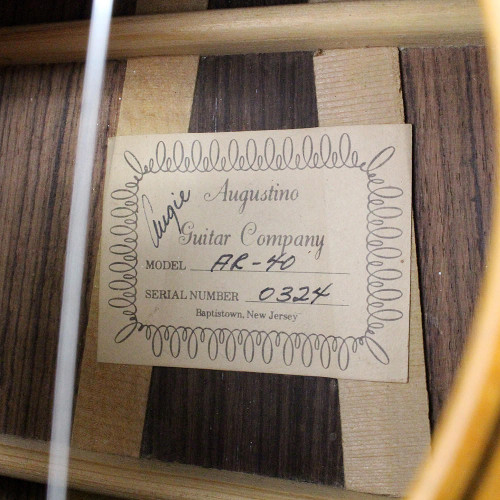 Augie
Augustino
Guitar Company
MODEL AR-40
SERIAL NUMBER 0324
Baptistown, New Jersey